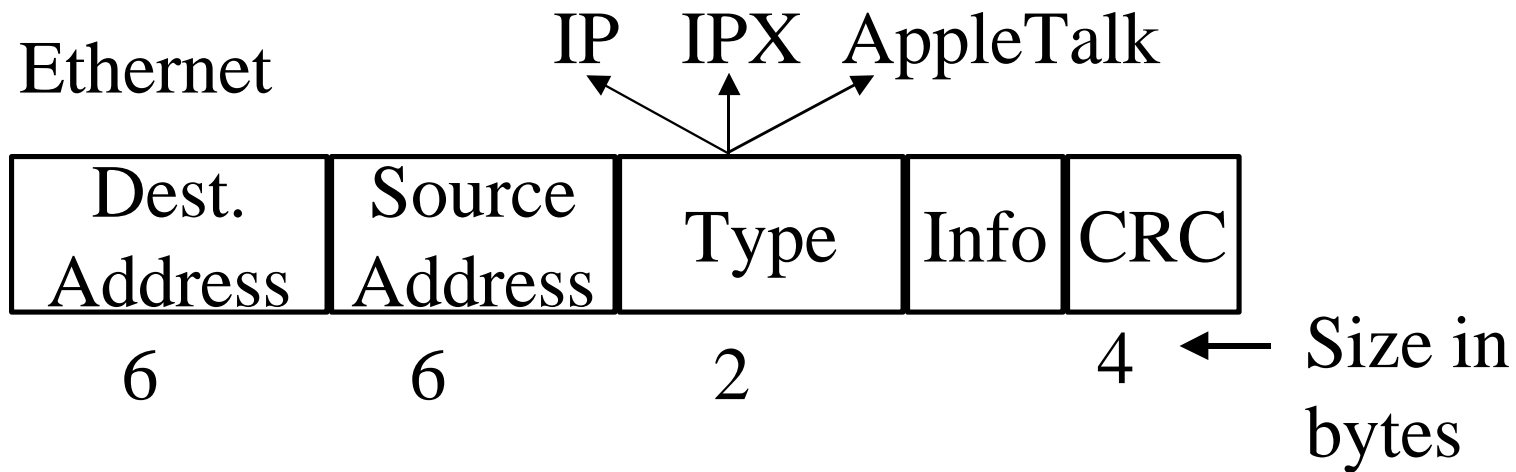 IP IPX AppleTalk
Ethernet
Dest. Address
Source Address
Type
Info
CRC
6 6 2 4
Size in
bytes